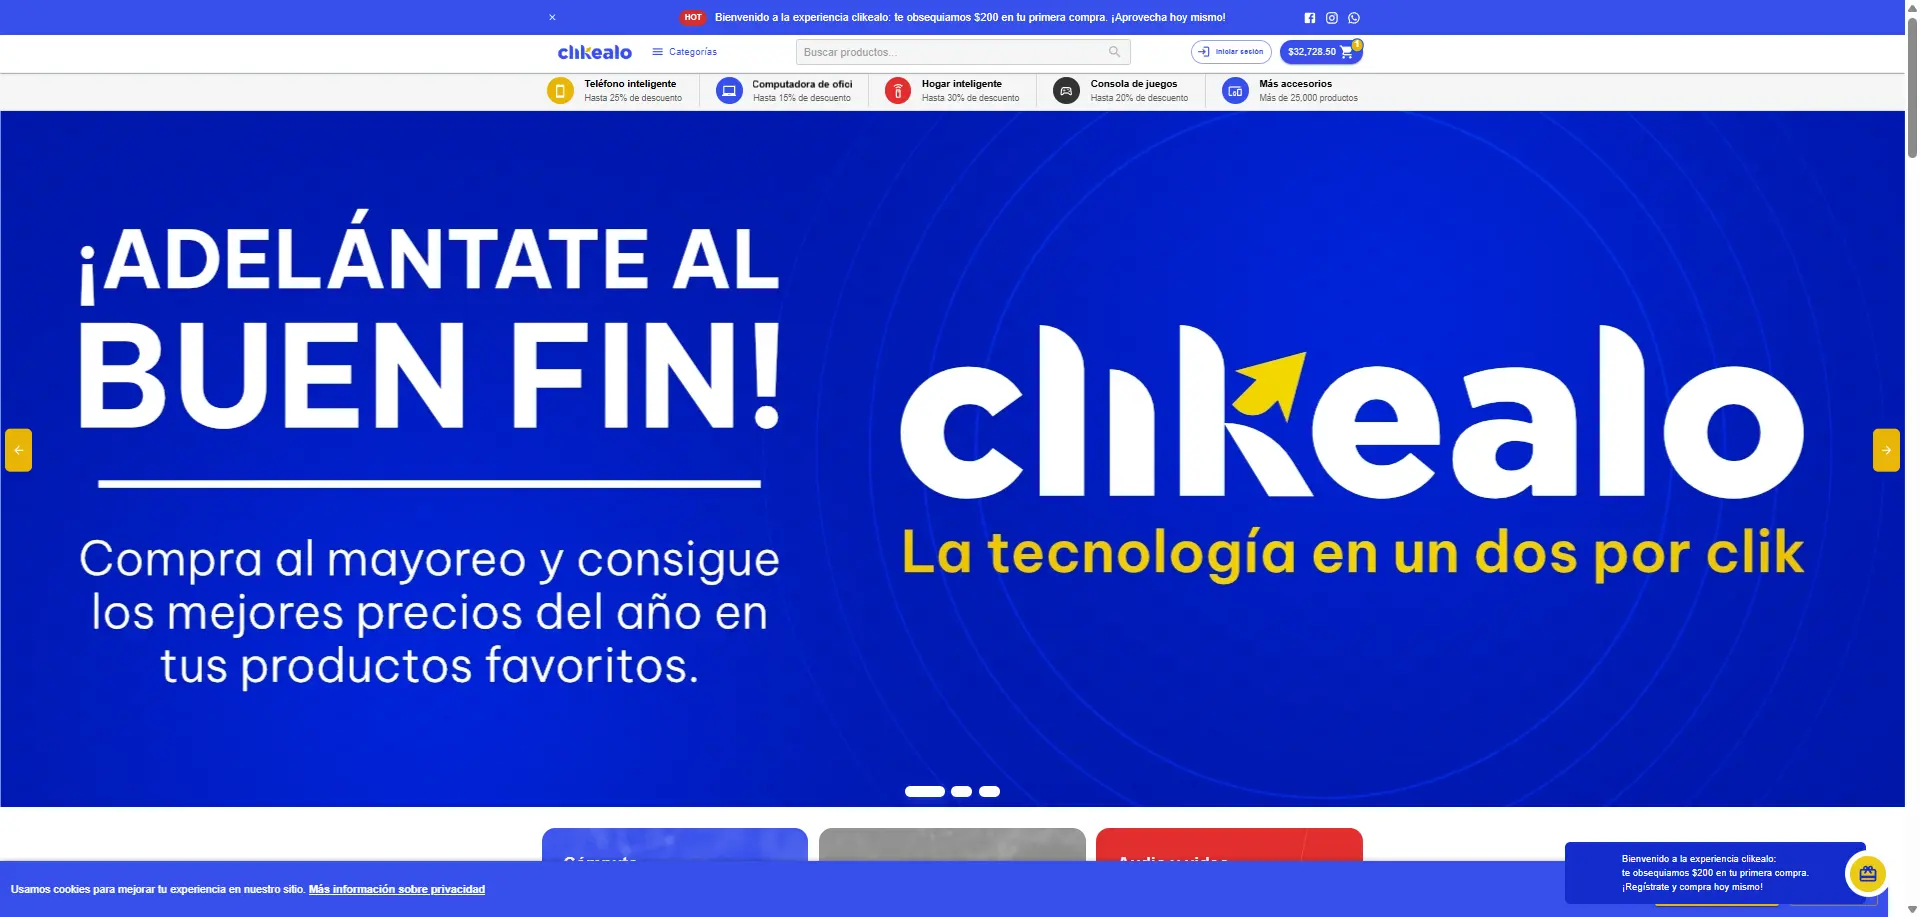 HOT Bienvenido a la experiencia clikealo: te obsequiamos $200 en tu primera compra. ¡Aprovecha hoy mismo!
clikealo Categorías Buscar productos... Iniciar sesión $32,728.50 1
Teléfono inteligente
Hasta 25% de descuento
Computadora de ofici
Hasta 15% de descuento
Hogar inteligente
Hasta 30% de descuento
Consola de juegos
Hasta 20% de descuento
Más accesorios
Más de 25,000 productos
¡ADELÁNTATE AL
BUEN FIN!
Compra al mayoreo y consigue
los mejores precios del año en
tus productos favoritos.
clikealo
La tecnología en un dos por clik
Cómputo
Audio y video
Usamos cookies para mejorar tu experiencia en nuestro sitio. Más información sobre privacidad
Bienvenido a la experiencia clikealo:
te obsequiamos $200 en tu primera compra.
¡Regístrate y compra hoy mismo!